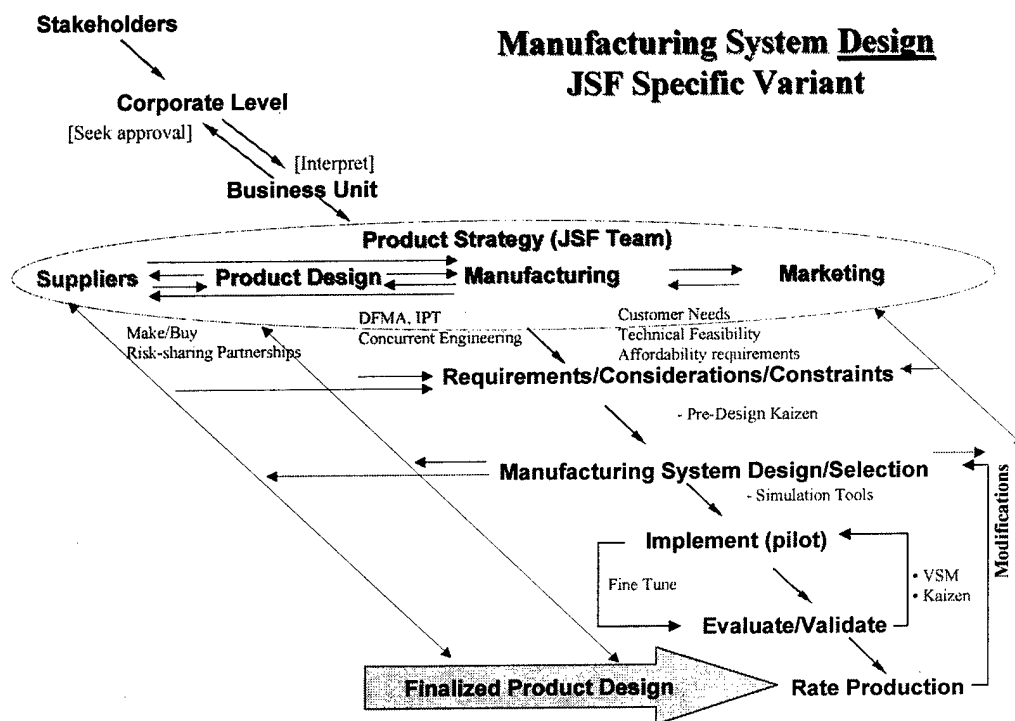 Stakeholders
Manufacturing System Design
JSF Specific Variant
Corporate Level
[Seek approval]
[Interpret]
Business Unit
Product Strategy (JSF Team)
Suppliers
Product Design
Manufacturing
Marketing
Make/Buy
Risk-sharing Partnerships
DFMA, IPT
Concurrent Engineering
Customer Needs
Technical Feasibility
Affordability requirements
Requirements/Considerations/Constraints
- Pre-Design Kaizen
Manufacturing System Design/Selection
- Simulation Tools
Modifications
Implement (pilot)
Fine Tune
• VSM
• Kaizen
Evaluate/Validate
Finalized Product Design
Rate Production